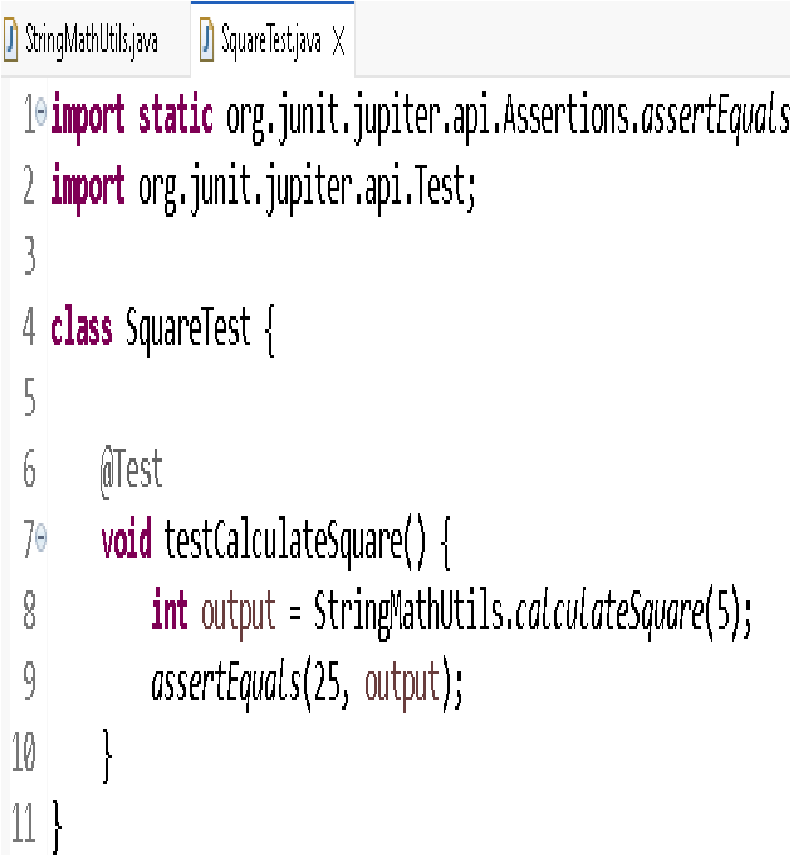 StringMathUtils.java SquareTest.java
1 import static org.junit.jupiter.api.Assertions.assertEquals
2 import org.junit.jupiter.api.Test;
3
4 class SquareTest {
5
6 @Test
7 void testCalculateSquare() {
8 int output = StringMathUtils.calculateSquare(5);
9 assertEquals(25, output);
10 }
11 }